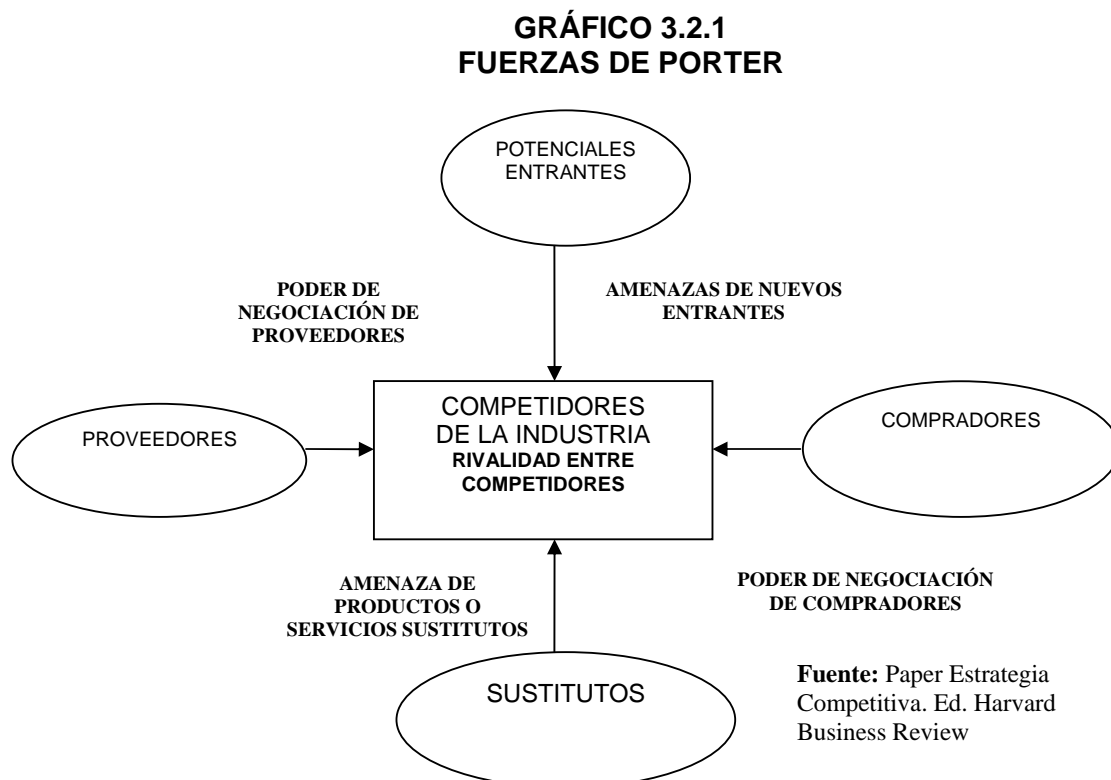 GRÁFICO 3.2.1
FUERZAS DE PORTER
POTENCIALES
ENTRANTES
PODER DE
NEGOCIACIÓN DE
PROVEEDORES
AMENAZAS DE NUEVOS
ENTRANTES
PROVEEDORES
COMPETIDORES
DE LA INDUSTRIA
RIVALIDAD ENTRE
COMPETIDORES
COMPRADORES
AMENAZA DE
PRODUCTOS O
SERVICIOS SUSTITUTOS
PODER DE NEGOCIACIÓN
DE COMPRADORES
SUSTITUTOS
Fuente: Paper Estrategia
Competitiva. Ed. Harvard
Business Review